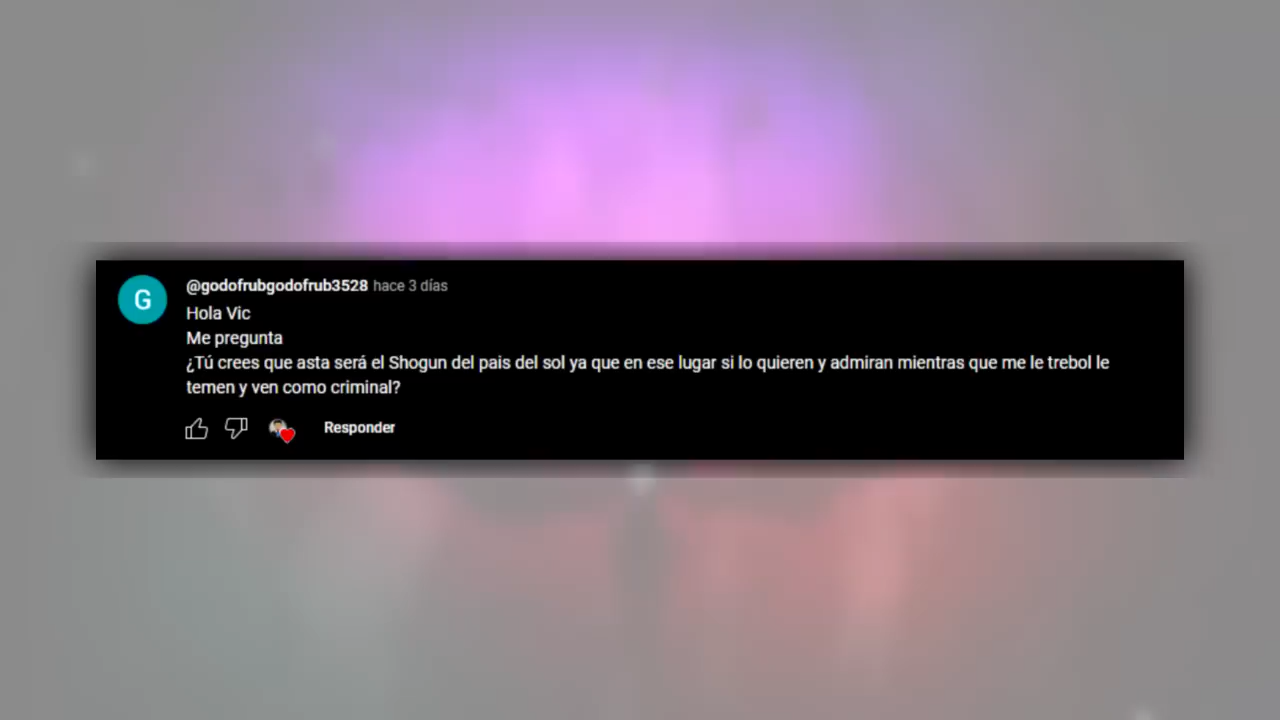 G
@godofrubgodofrub3528 hace 3 días
Hola Vic
Me pregunta
¿Tú crees que asta será el Shogun del pais del sol ya que en ese lugar si lo quieren y admiran mientras que me le trebol le
temen y ven como criminal?
Responder